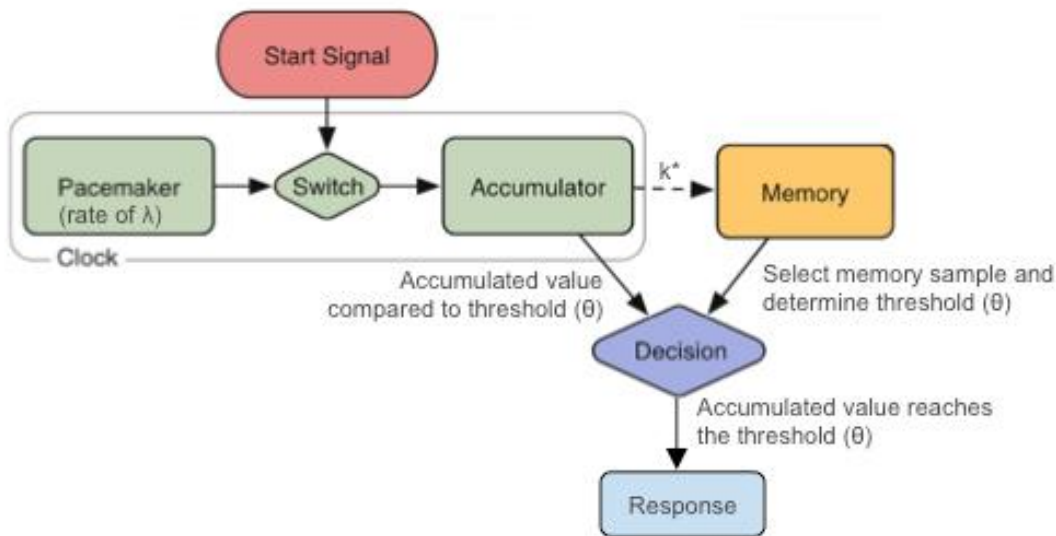 Start Signal
Pacemaker
(rate of λ)
Switch
Accumulator
k*
Memory
Clock
Accumulated value
compared to threshold (θ)
Select memory sample and
determine threshold (θ)
Decision
Accumulated value reaches
the threshold (θ)
Response